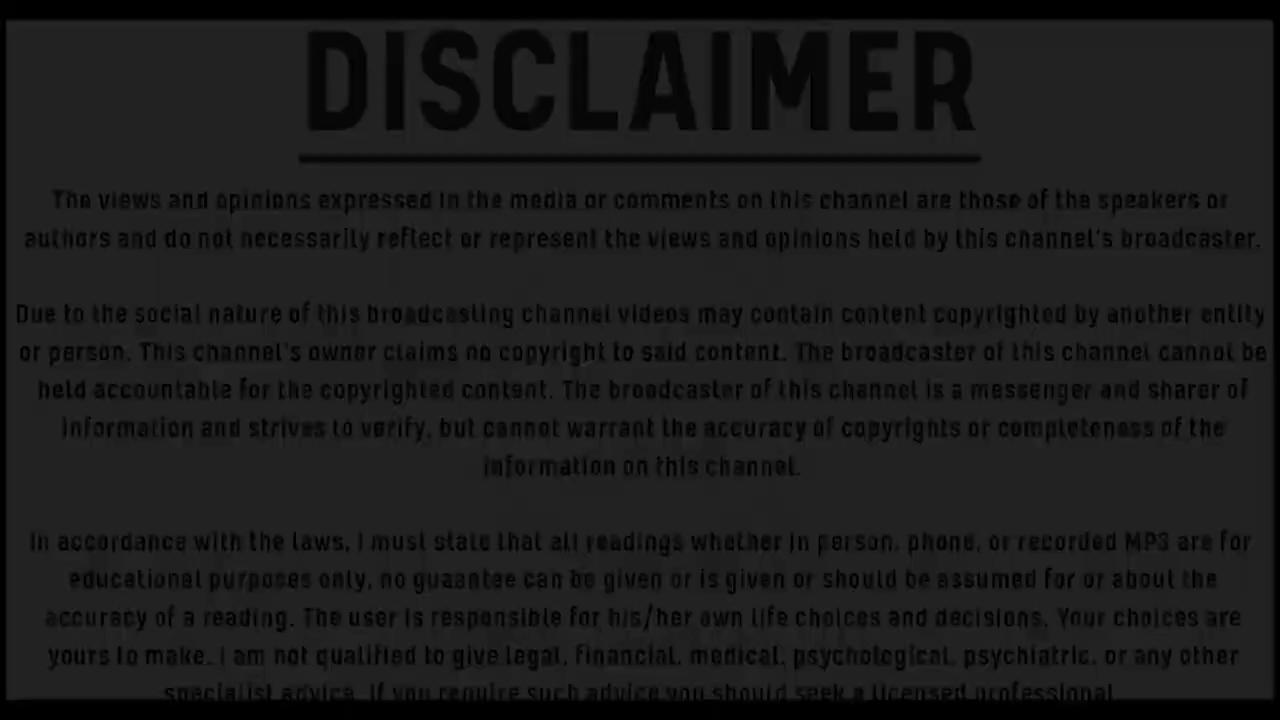 DISCLAIMER
The views and opinions expressed in the media or comments on this channel are those of the speakers or
authors and do not necessarily reflect or represent the views and opinions held by this channel's broadcaster.
Due to the social nature of this broadcasting channel videos may contain content copyrighted by another entity
or person. This channel's owner claims no copyright to said content. The broadcaster of this channel cannot be
held accountable for the copyrighted content. The broadcaster of this channel is a messenger and sharer of
information and strives to verify, but cannot warrant the accuracy of copyrights or completeness of the
information on this channel.
In accordance with the laws, I must state that all readings whether in person, phone, or recorded MP3 are for
educational purposes only, no guaantee can be given or is given or should be assumed for or about the
accuracy of a reading. The user is responsible for his/her own life choices and decisions. Your choices are
yours to make. I am not qualified to give legal, financial, medical, psychological, psychiatric, or any other
specialist advice. If you require such advice you should seek a licensed professional.